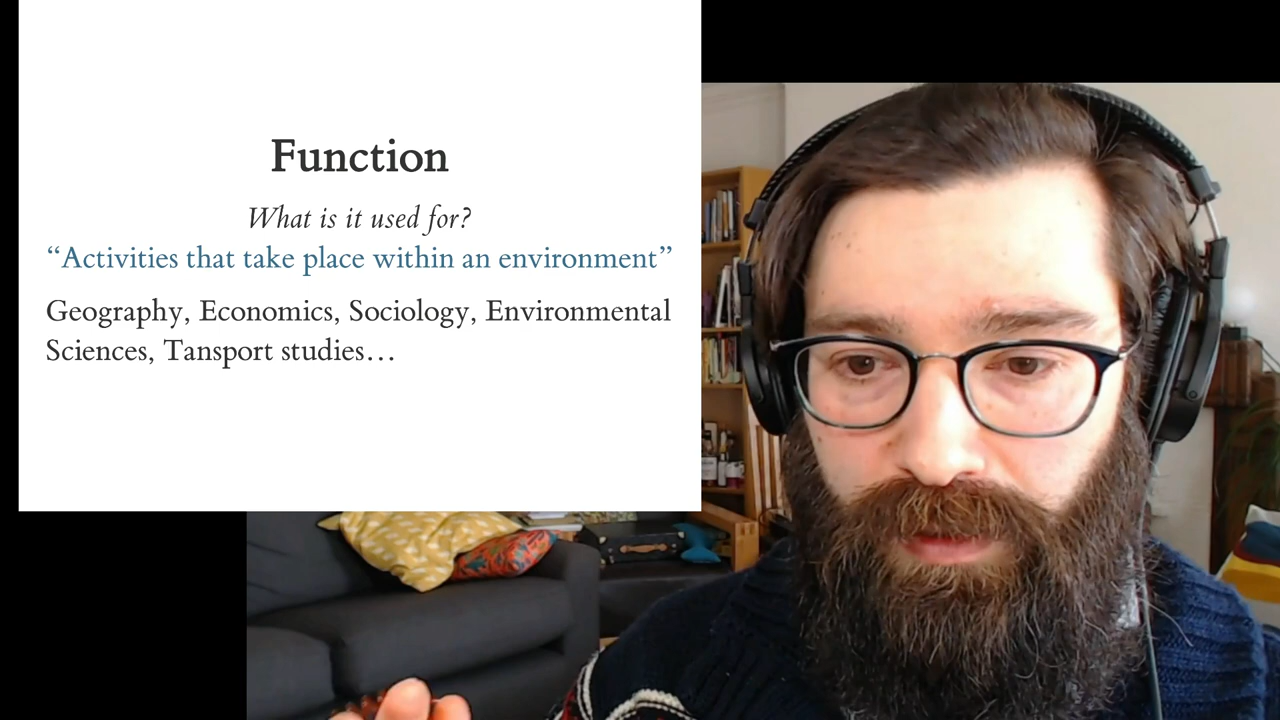 Function
What is it used for?
“Activities that take place within an environment”
Geography, Economics, Sociology, Environmental
Sciences, Tansport studies…